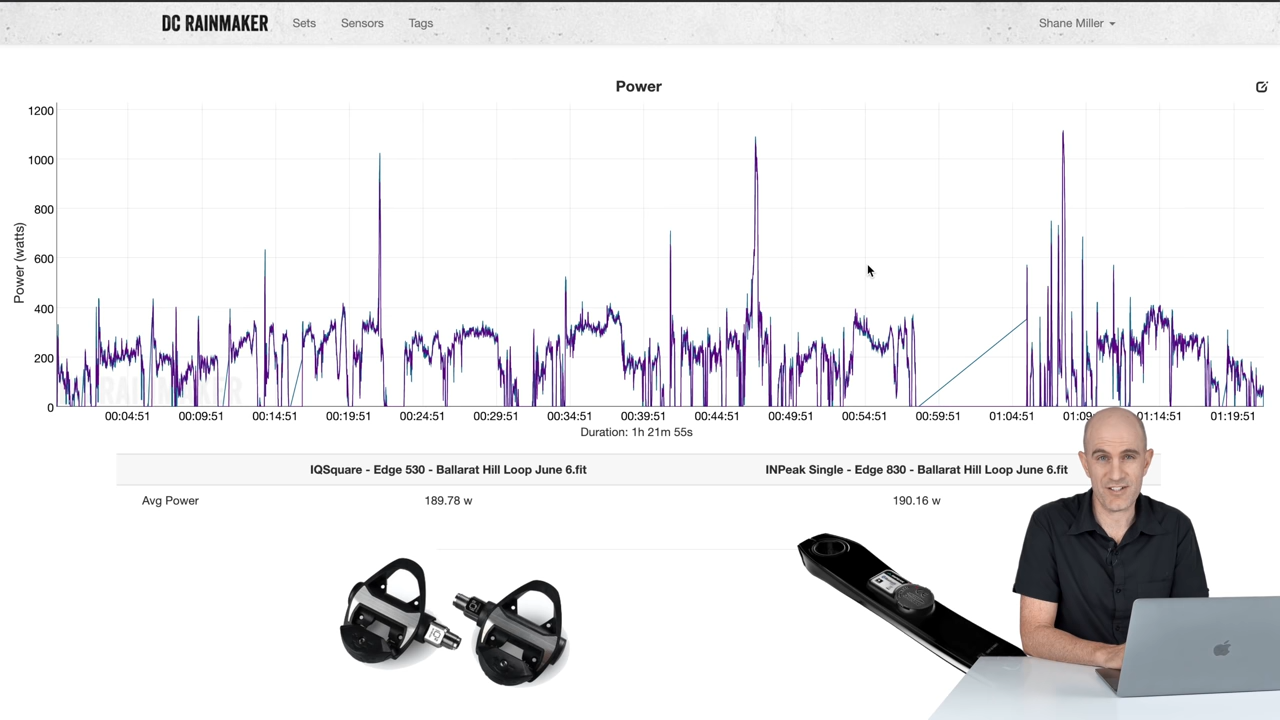 DC RAINMAKER Sets Sensors Tags Shane Miller
Power
1200
1000
800
600
400
200
0
Power (watts)
RAINMAKER
00:04:51 00:09:51 00:14:51 00:19:51 00:24:51 00:29:51 00:34:51 00:39:51 00:44:51 00:49:51 00:54:51 00:59:51 01:04:51 01:09 01:14:51 01:19:51
Duration: 1h 21m 55s
IQSquare - Edge 530 - Ballarat Hill Loop June 6.fit INPeak Single - Edge 830 - Ballarat Hill Loop June 6.fit
Avg Power 189.78 w 190.16 w